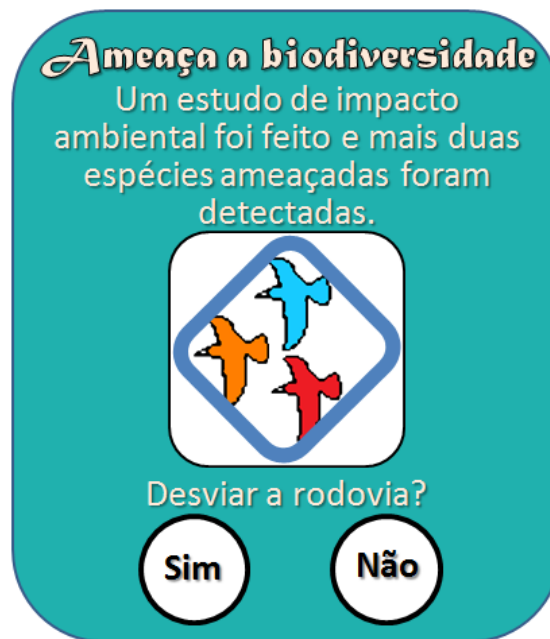 Ameaça a biodiversidade
Um estudo de impacto
ambiental foi feito e mais duas
espécies ameaçadas foram
detectadas.
Desviar a rodovia?
Sim
Não